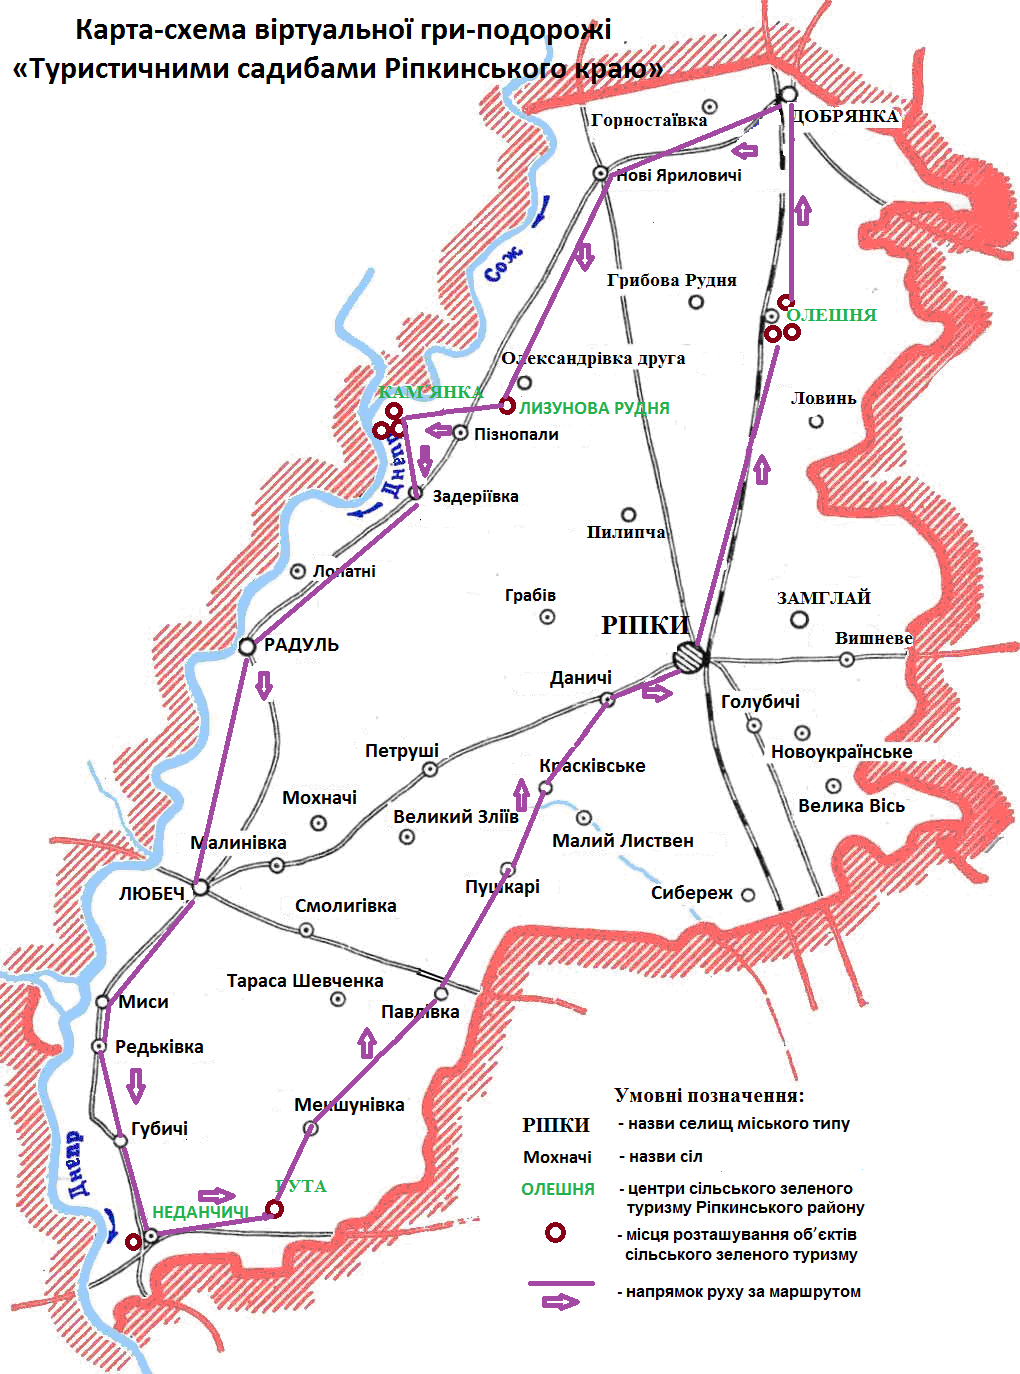 Карта-схема віртуальної гри-подорожі
«Туристичними садибами Ріпкинського краю»
ДОБРЯНКА
Горностаївка
Нові Яриловичі
Сож
Грибова Рудня
ОЛЕШНЯ
Олександрівка друга
КАМ'ЯНКА
ЛИЗУНОВА РУДНЯ
Ловинь
Пізнопали
Днапр
Задеріївка
Пилипча
Лопатні
Грабів
ЗАМГЛАЙ
РІПКИ
Вишневе
РАДУЛЬ
Даничі
Голубичі
Петруші
Новоукраїнське
Красківське
Мохначі
Великий Зліїв
Велика Вісь
Малинівка
Малий Листвен
Пушкарі
ЛЮБЕЧ
Сибереж
Смолигівка
Тараса Шевченка
Миси
Павлівка
Редьківка
Мекшунівка
Губичі
Днапр
ГУТА
НЕДАНЧИЧІ
Умовні позначення:
РІПКИ - назви селищ міського типу
Мохначі - назви сіл
ОЛЕШНЯ - центри сільського зеленого
туризму Ріпкинського району
- місця розташування об’єктів
сільського зеленого туризму
- напрямок руху за маршрутом